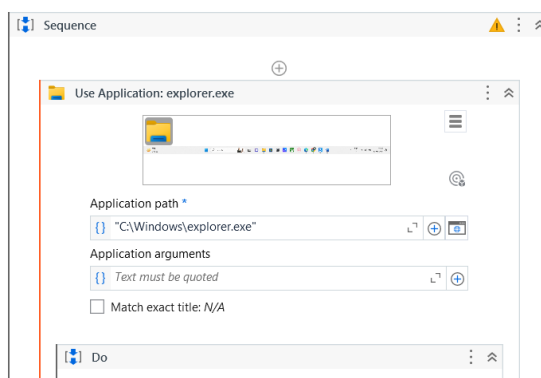 Sequence
Use Application: explorer.exe
Application path *
"C:\Windows\explorer.exe"
Application arguments
Text must be quoted
Match exact title: N/A
Do